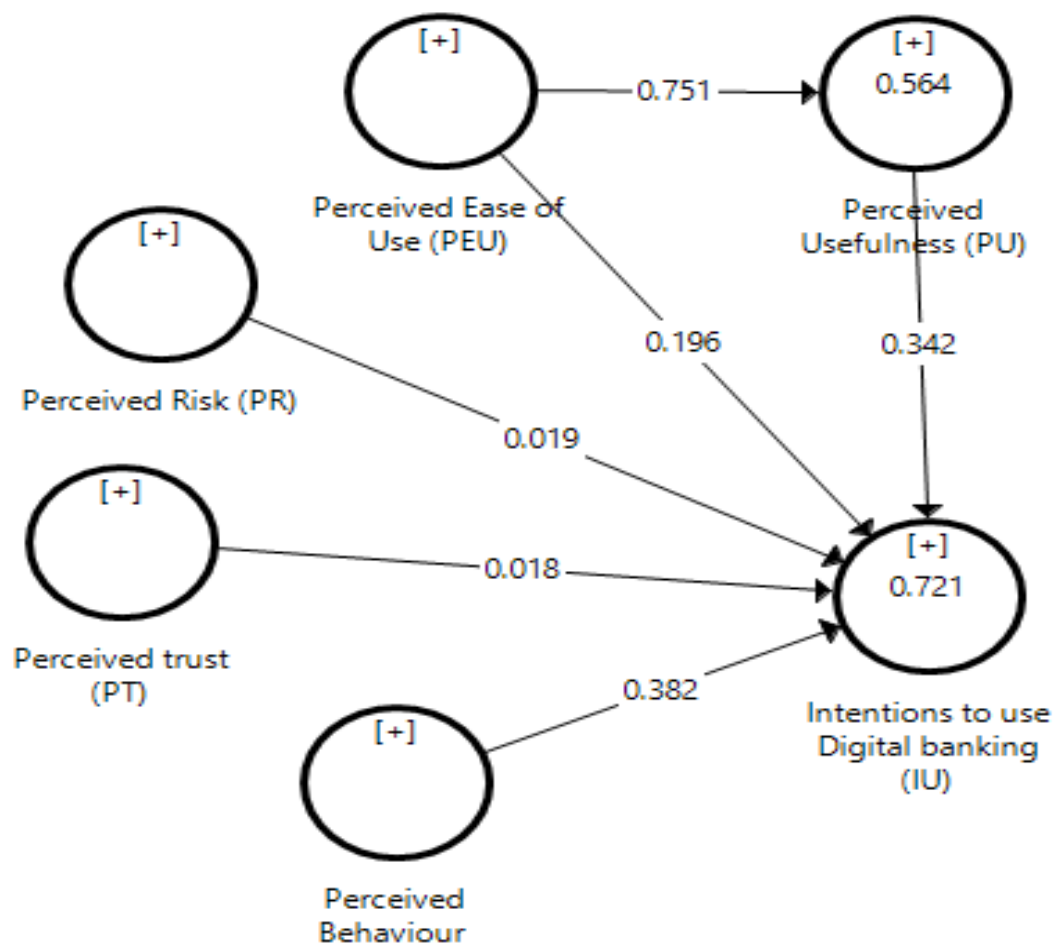 [+]
[+]
0.751
0.564
Perceived Ease of
Use (PEU)
Perceived
Usefulness (PU)
[+]
0.196
0.342
Perceived Risk (PR)
0.019
[+]
[+]
0.018
0.721
Perceived trust
(PT)
0.382
[+]
Intentions to use
Digital banking
(IU)
Perceived
Behaviour